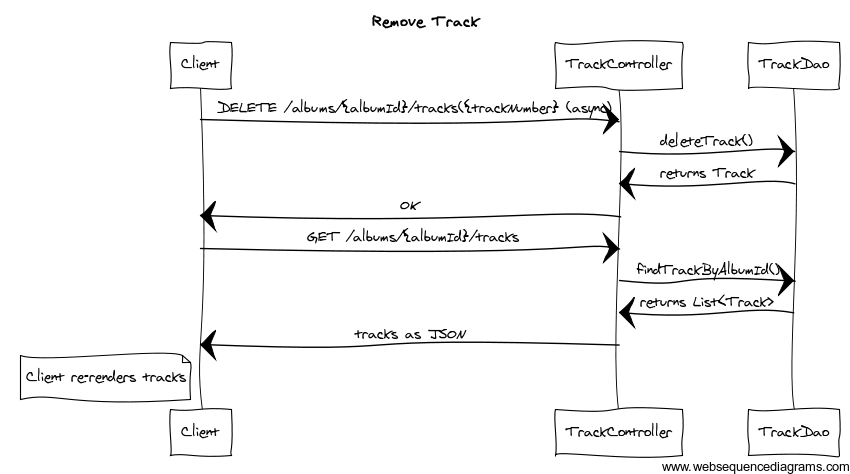 Remove Track
Client
TrackController
TrackDao
DELETE /albums/{albumId}/tracks({trackNumber} (async)
deleteTrack()
returns Track
OK
GET /albums/{albumId}/tracks
findTrackByAlbumId()
returns List<Track>
tracks as JSON
Client re-renders tracks
Client
TrackController
TrackDao
www.websequencediagrams.com